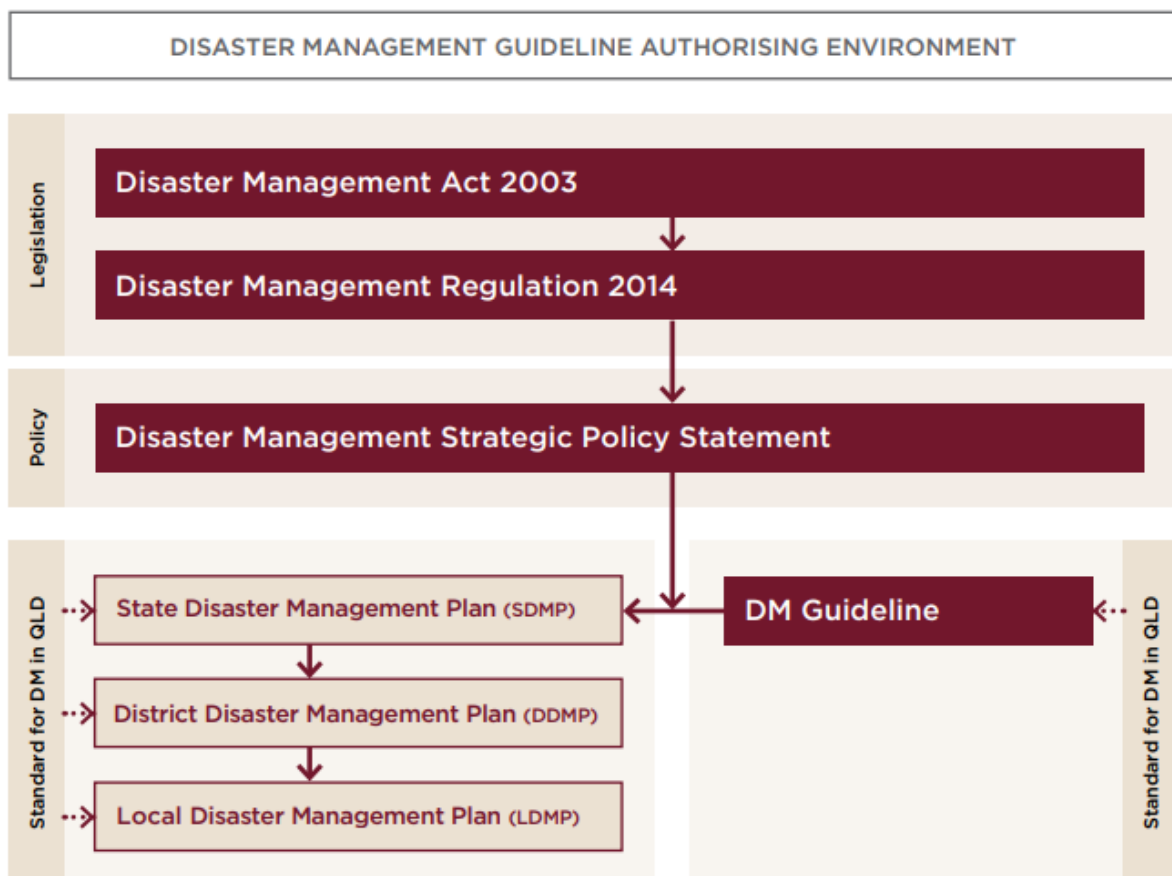 DISASTER MANAGEMENT GUIDELINE AUTHORISING ENVIRONMENT
Legislation
Disaster Management Act 2003
Disaster Management Regulation 2014
Policy
Disaster Management Strategic Policy Statement
Standard for DM in QLD
State Disaster Management Plan (SDMP)
District Disaster Management Plan (DDMP)
Local Disaster Management Plan (LDMP)
DM Guideline
Standard for DM in QLD